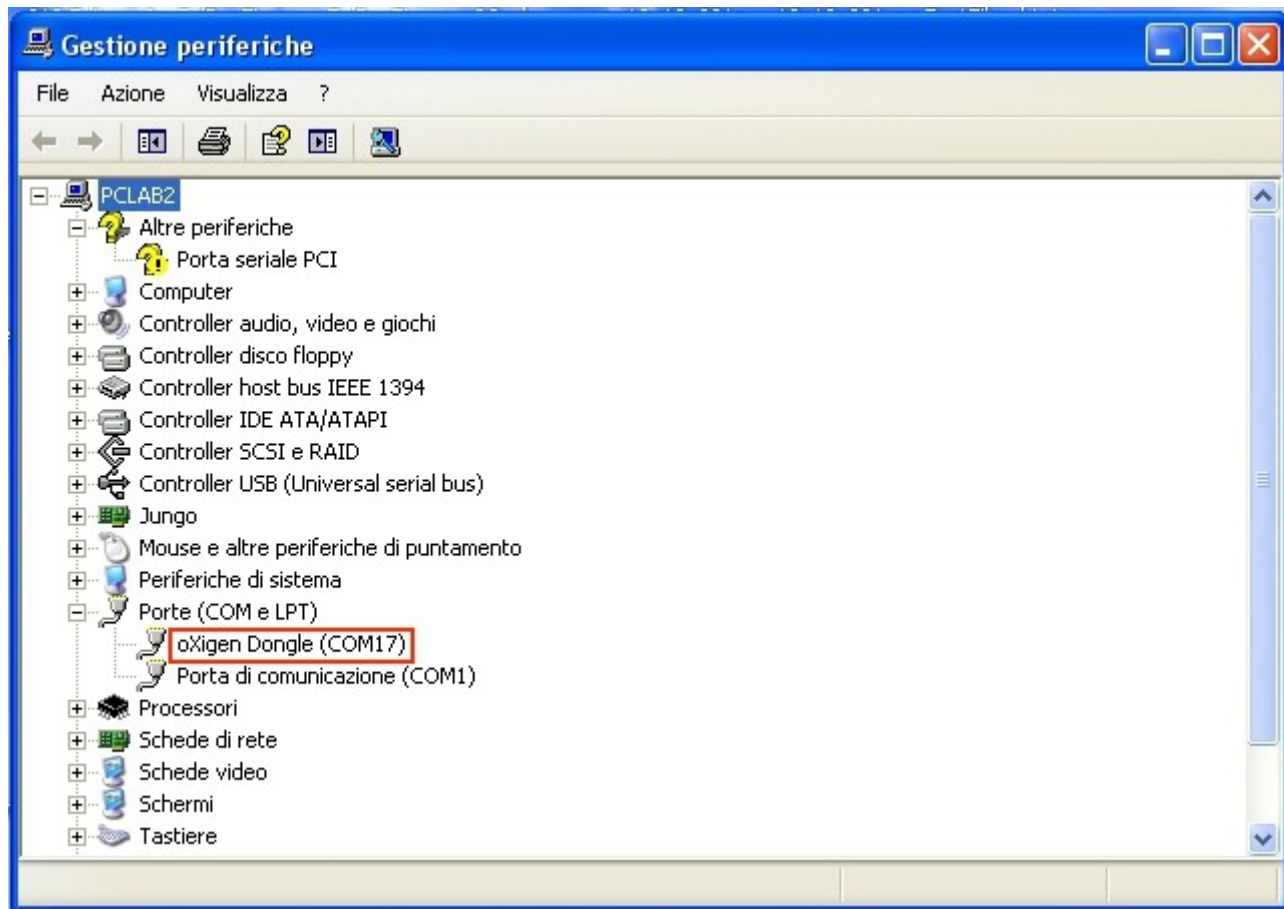 Gestione periferiche
File Azione Visualizza ?
PCLAB2
Altre periferiche
Porta seriale PCI
Computer
Controller audio, video e giochi
Controller disco floppy
Controller host bus IEEE 1394
Controller IDE ATA/ATAPI
Controller SCSI e RAID
Controller USB (Universal serial bus)
Jungo
Mouse e altre periferiche di puntamento
Periferiche di sistema
Porte (COM e LPT)
oXigen Dongle (COM17)
Porta di comunicazione (COM1)
Processori
Schede di rete
Schede video
Schermi
Tastiere